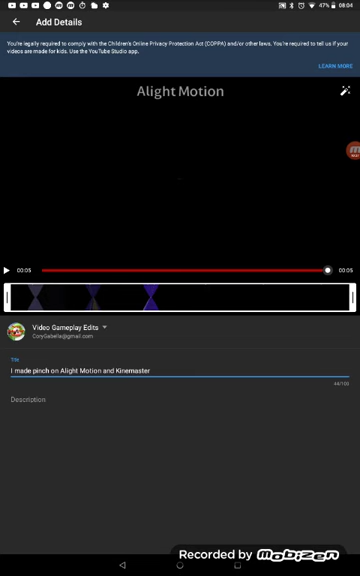 47% 08:04
Add Details
You're legally required to comply with the Children's Online Privacy Protection Act (COPPA) and/or other laws. You're required to tell us if your
videos are made for kids. Use the YouTube Studio app.
LEARN MORE
Alight Motion
00:05 00:05
Video Gameplay Edits
CoryGabella@gmail.com
Title
I made pinch on Alight Motion and Kinemaster
44/100
Description
Recorded by Mobizen